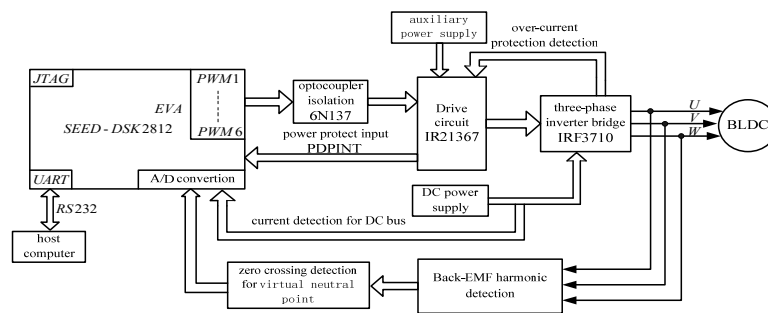 auxiliary
power supply
over-current
protection detection
JTAG
PWM1
EVA
SEED - DSK2812
PWM 6
optocoupler
isolation
6N137
Drive
circuit
IR21367
three-phase
inverter bridge
IRF3710
U
V
W
BLDC
power protect input
PDPINT
UART
A/D convertion
RS232
host
computer
DC power
supply
current detection for DC bus
zero crossing detection
for virtual neutral
point
Back-EMF harmonic
detection